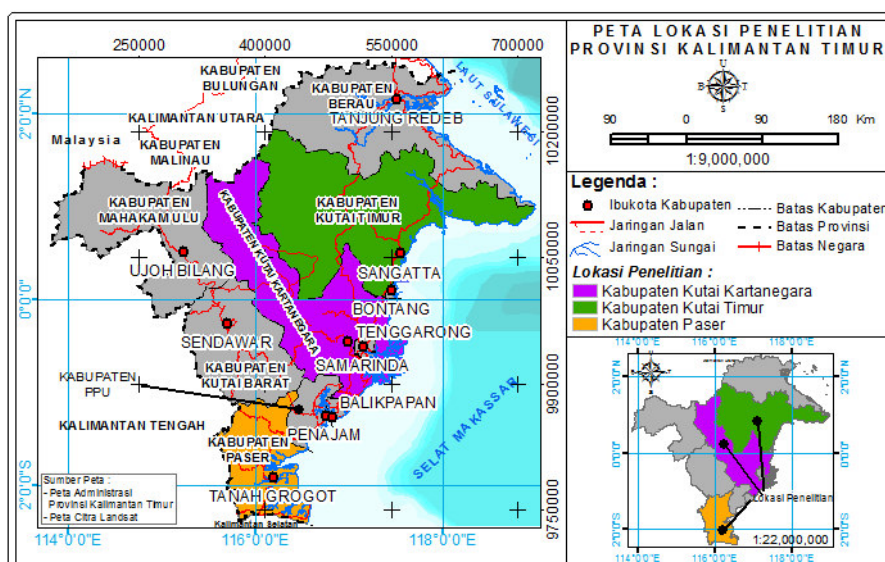 PETA LOKASI PENELITIAN
PROVINSI KALIMANTAN TIMUR
U
B T
S
90 0 90 180 Km
1:9,000,000
Legenda :
Ibukota Kabupaten
Jaringan Jalan
Jaringan Sungai
Batas Kabupaten
Batas Provinsi
Batas Negara
Lokasi Penelitian :
Kabupaten Kutai Kartanegara
Kabupaten Kutai Timur
Kabupaten Paser
250000 400000 550000 700000
2°0'0"N
0°0'0"
2°0'0"S
10200000
10050000
9900000
9750000
114°0'0"E 116°0'0"E 118°0'0"E
KABUPATEN
BULUNGAN
KABUPATEN
BERAU
TANJUNG REDEB
LAUT SULAWESI
KALIMANTAN UTARA
Malaysia
KABUPATEN
MALINAU
KABUPATEN
MAHAKAM ULU
KABUPATEN
KUTAI TIMUR
KABUPATEN KUTAI KARTANEGARA
UJOH BILANG
SANGATTA
BONTANG
TENGGARONG
SENDAWAR
SAMARINDA
KABUPATEN
KUTAI BARAT
KABUPATEN
PPU
BALIKPAPAN
KALIMANTAN TENGAH
PENAJAM
SELAT MAKASSAR
KABUPATEN
PASER
TANAH GROGOT
Kalimantan Selatan
Sumber Peta :
- Peta Administrasi
Provinsi Kalimantan Timur
- Peta Citra Landsat
114°0'0"E 116°0'0"E 118°0'0"E
2°0'0"N
0°0'0"
2°0'0"S
2°0'0"N
0°0'0"
2°0'0"S
Lokasi Penelitian
1:22,000,000
114°0'0"E 116°0'0"E 118°0'0"E